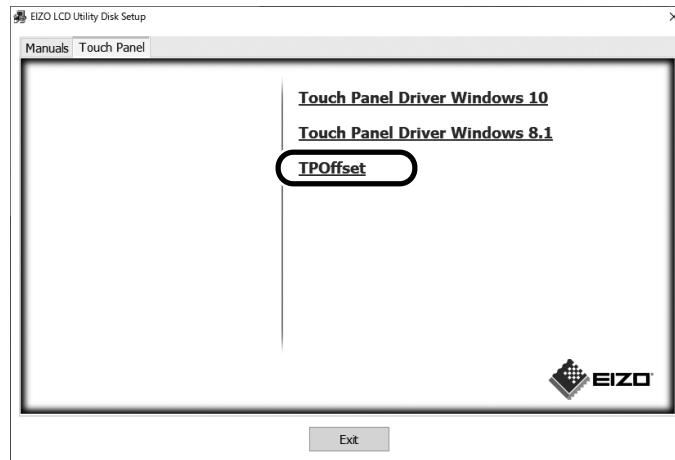 EIZO LCD Utility Disk Setup
Manuals Touch Panel
Touch Panel Driver Windows 10
Touch Panel Driver Windows 8.1
TPOffset
EIZO
Exit